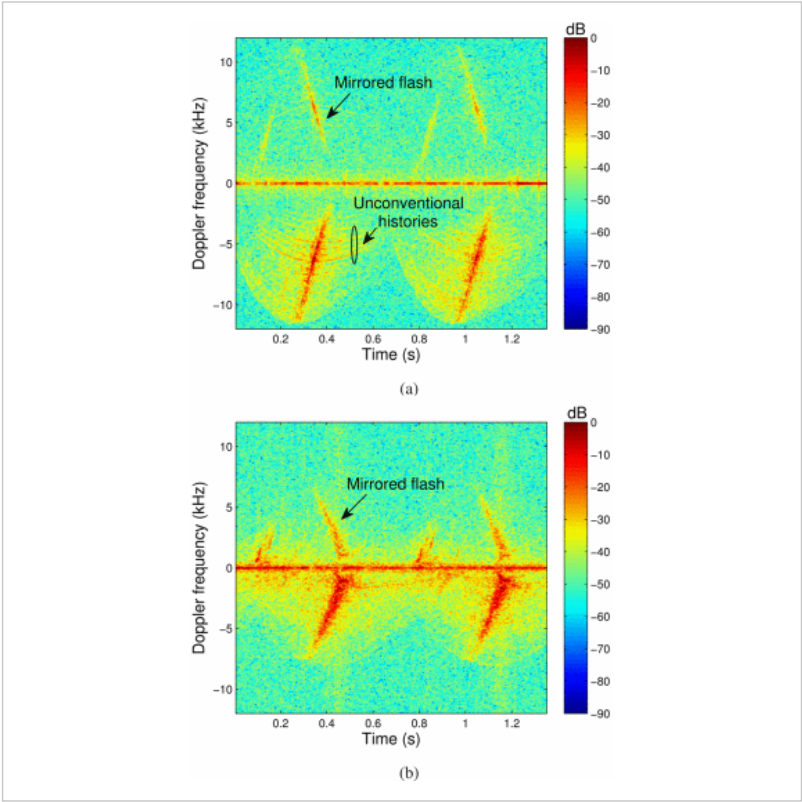 dB
10
5
0
−5
−10
Doppler frequency (kHz)
Mirrored flash
Unconventional
histories
0
−10
−20
−30
−40
−50
−60
−70
−80
−90
0.2 0.4 0.6 0.8 1 1.2
Time (s)
(a)
dB
10
5
0
−5
−10
Doppler frequency (kHz)
Mirrored flash
0
−10
−20
−30
−40
−50
−60
−70
−80
−90
0.2 0.4 0.6 0.8 1 1.2
Time (s)
(b)